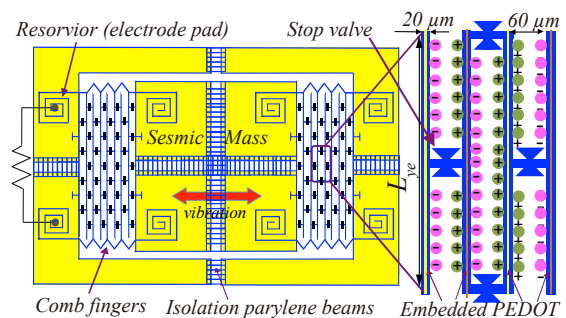 Resorvior (electrode pad)
Stop valve
20 µm
60 µm
Sesmic Mass
vibration
L ye
Comb fingers
Isolation parylene beams
Embedded PEDOT